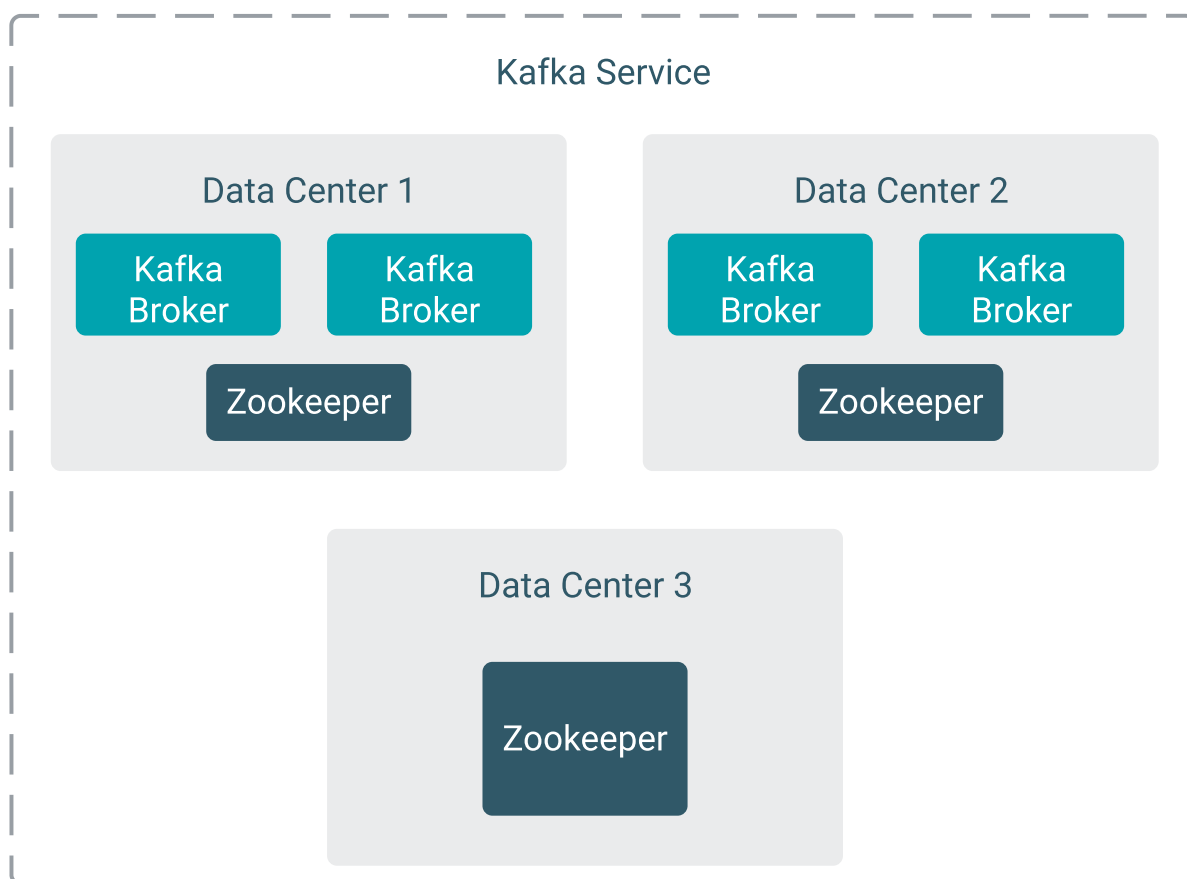 Kafka Service
Data Center 1
Kafka
Broker
Kafka
Broker
Zookeeper
Data Center 2
Kafka
Broker
Kafka
Broker
Zookeeper
Data Center 3
Zookeeper